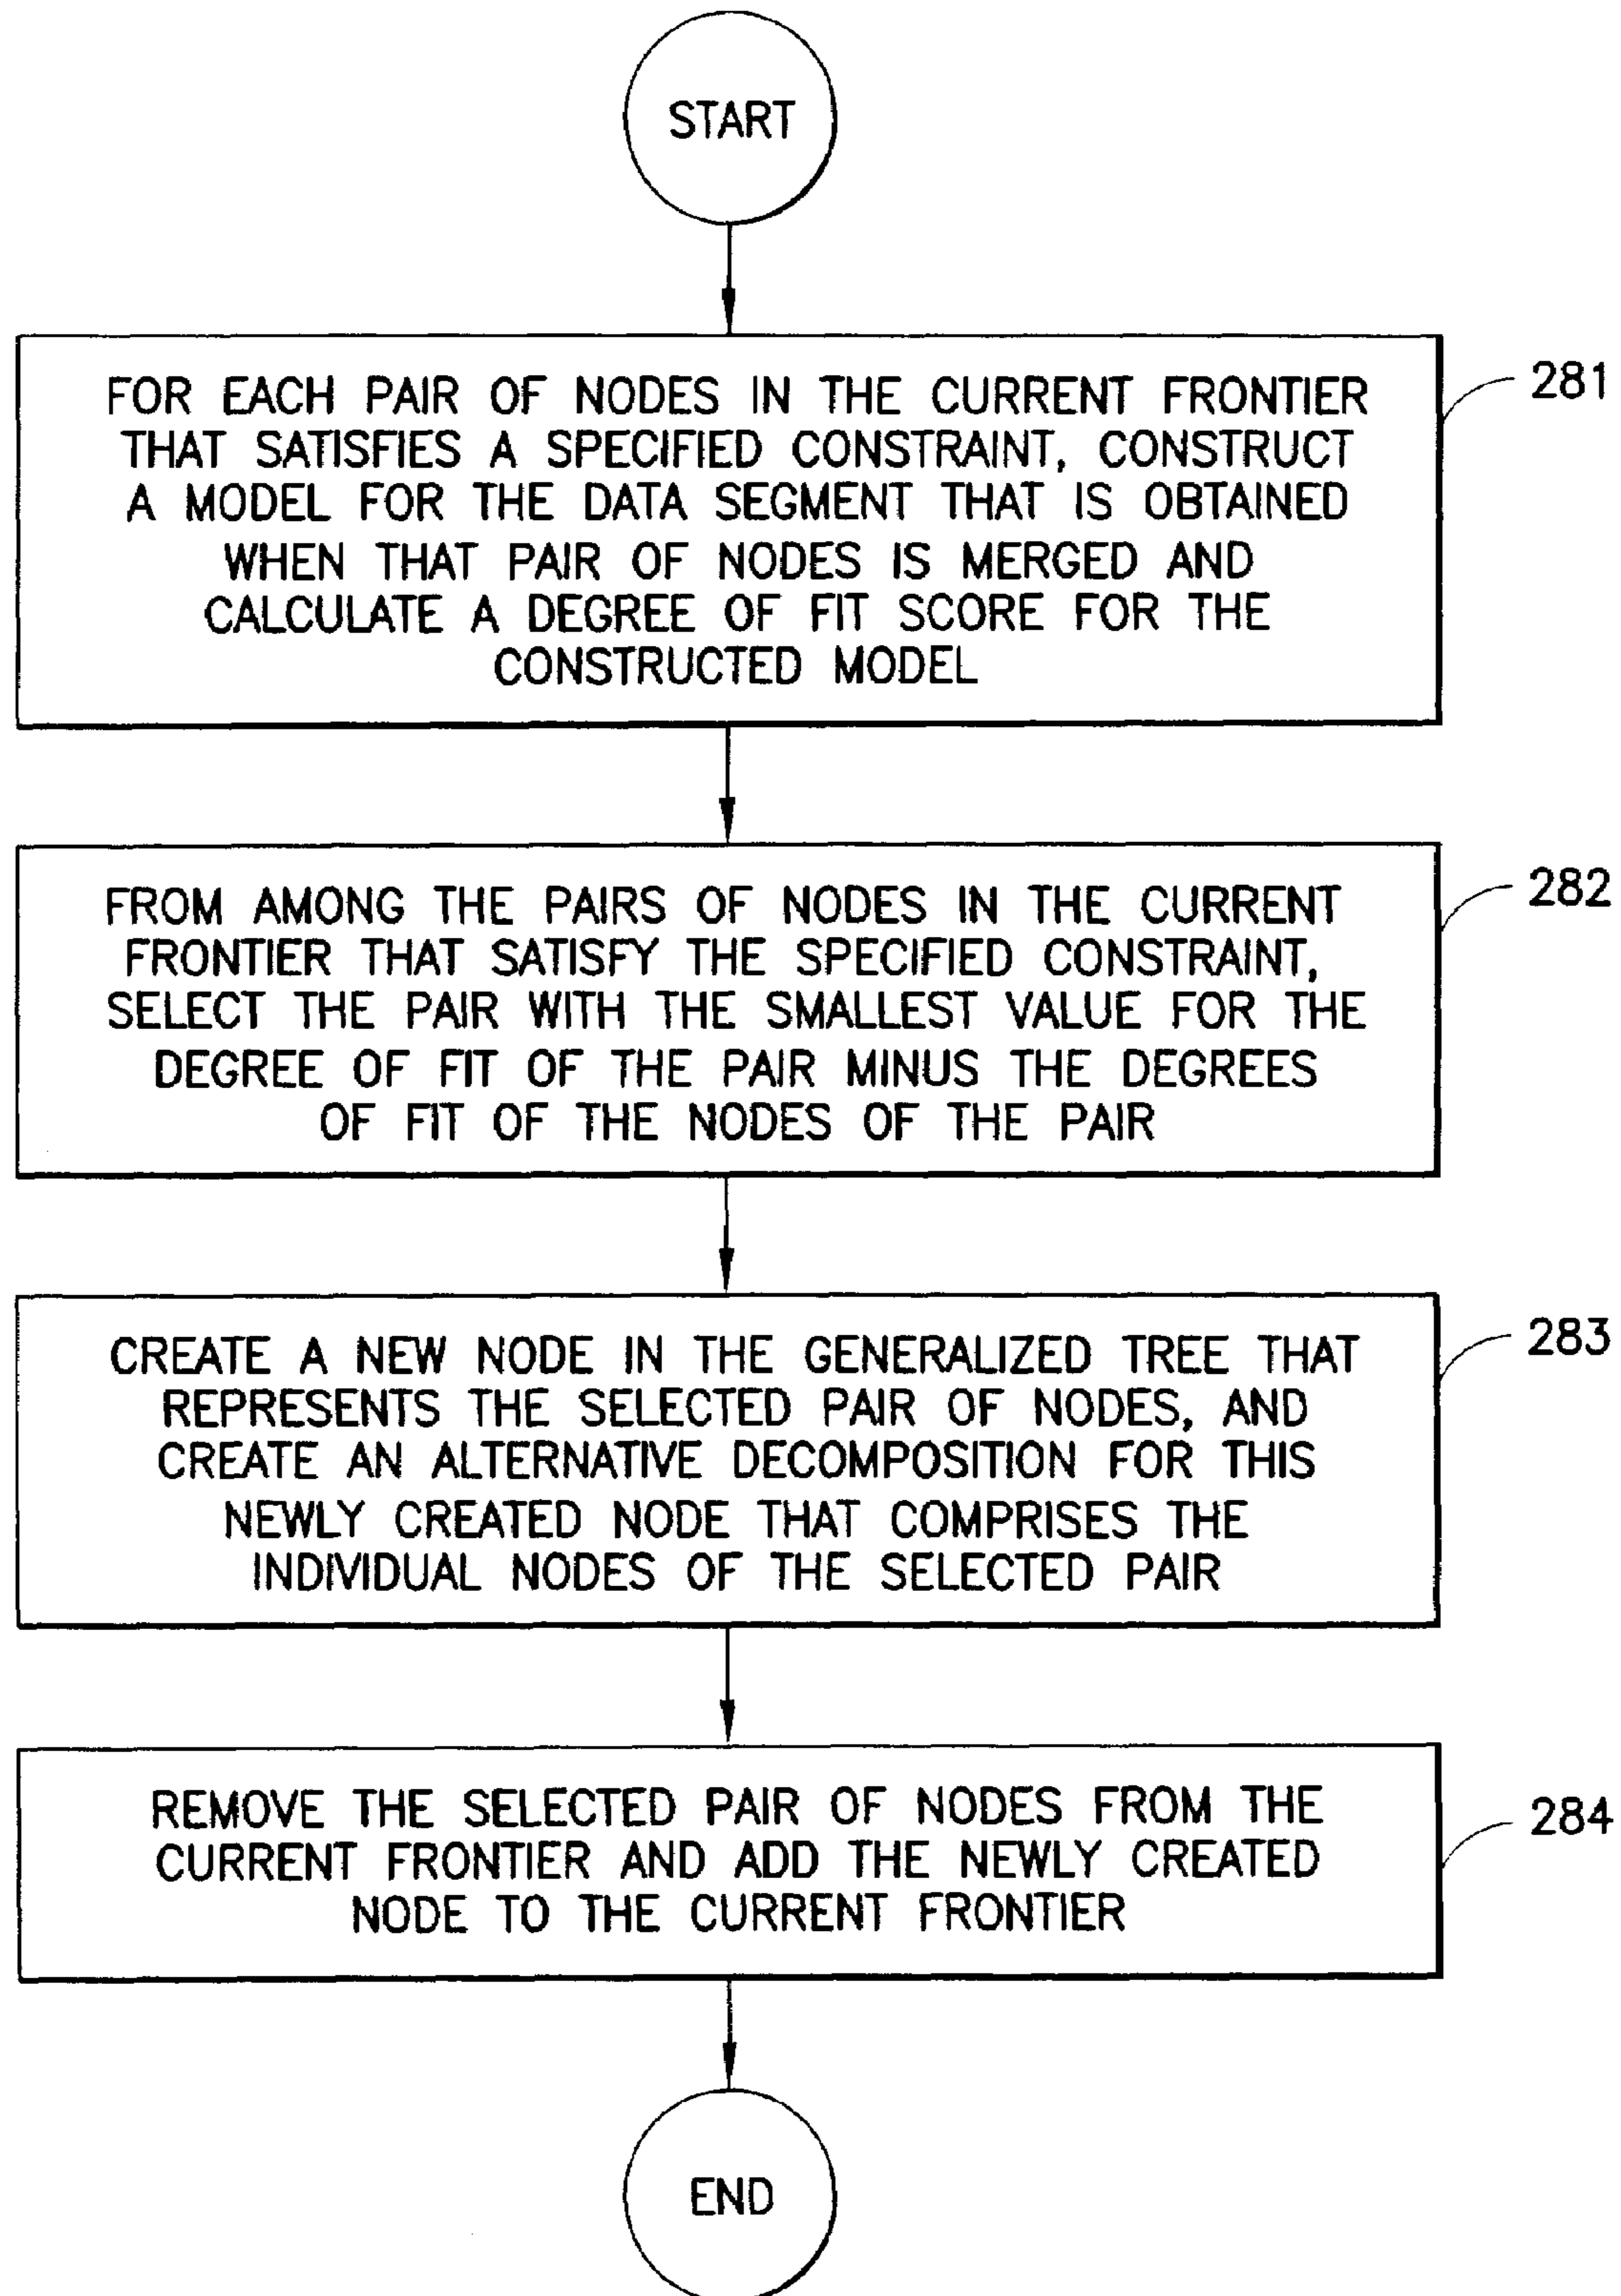 START
FOR EACH PAIR OF NODES IN THE CURRENT FRONTIER
THAT SATISFIES A SPECIFIED CONSTRAINT, CONSTRUCT
A MODEL FOR THE DATA SEGMENT THAT IS OBTAINED
WHEN THAT PAIR OF NODES IS MERGED AND
CALCULATE A DEGREE OF FIT SCORE FOR THE
CONSTRUCTED MODEL
281
FROM AMONG THE PAIRS OF NODES IN THE CURRENT
FRONTIER THAT SATISFY THE SPECIFIED CONSTRAINT,
SELECT THE PAIR WITH THE SMALLEST VALUE FOR THE
DEGREE OF FIT OF THE PAIR MINUS THE DEGREES
OF FIT OF THE NODES OF THE PAIR
282
CREATE A NEW NODE IN THE GENERALIZED TREE THAT
REPRESENTS THE SELECTED PAIR OF NODES, AND
CREATE AN ALTERNATIVE DECOMPOSITION FOR THIS
NEWLY CREATED NODE THAT COMPRISES THE
INDIVIDUAL NODES OF THE SELECTED PAIR
283
REMOVE THE SELECTED PAIR OF NODES FROM THE
CURRENT FRONTIER AND ADD THE NEWLY CREATED
NODE TO THE CURRENT FRONTIER
284
END